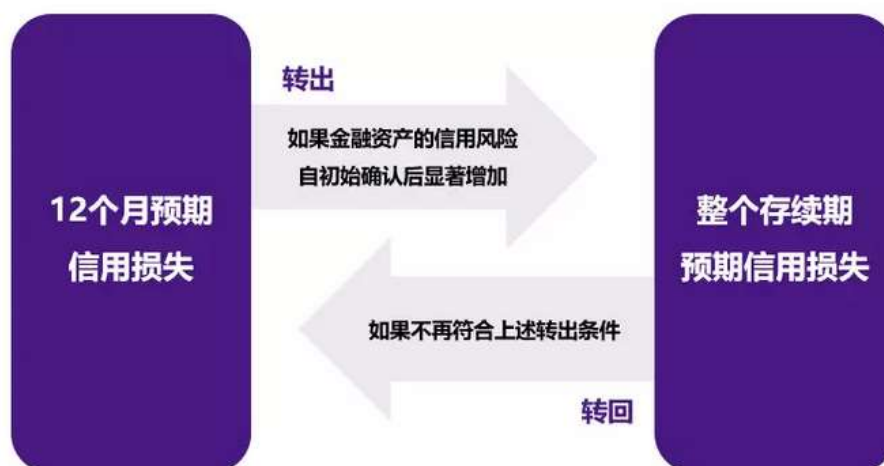 12个月预期
信用损失
转出
如果金融资产的信用风险
自初始确认后显著增加
如果不再符合上述转出条件
转回
整个存续期
预期信用损失